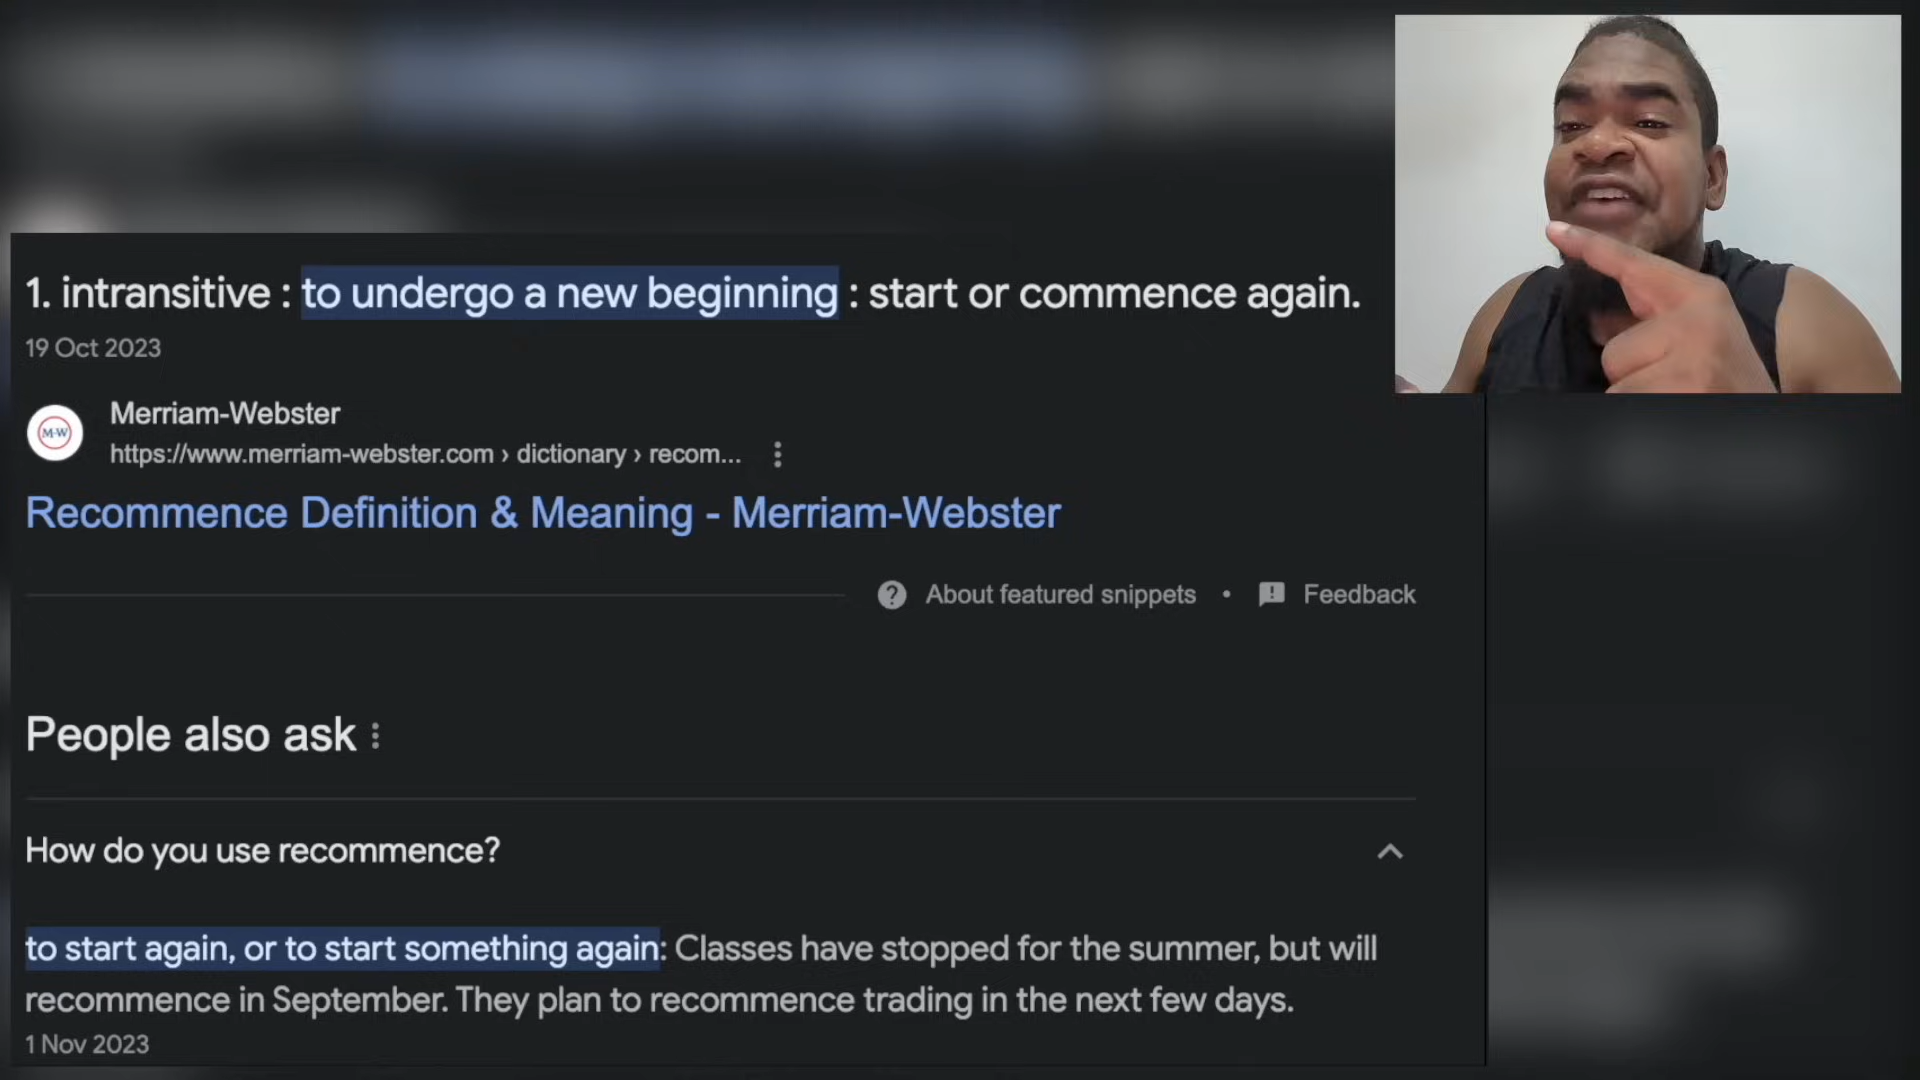 1. intransitive : to undergo a new beginning : start or commence again.
19 Oct 2023
M-W
Merriam-Webster
https://www.merriam-webster.com › dictionary › recom...
Recommence Definition & Meaning - Merriam-Webster
About featured snippets • Feedback
People also ask
How do you use recommence?
to start again, or to start something again: Classes have stopped for the summer, but will
recommence in September. They plan to recommence trading in the next few days.
1 Nov 2023